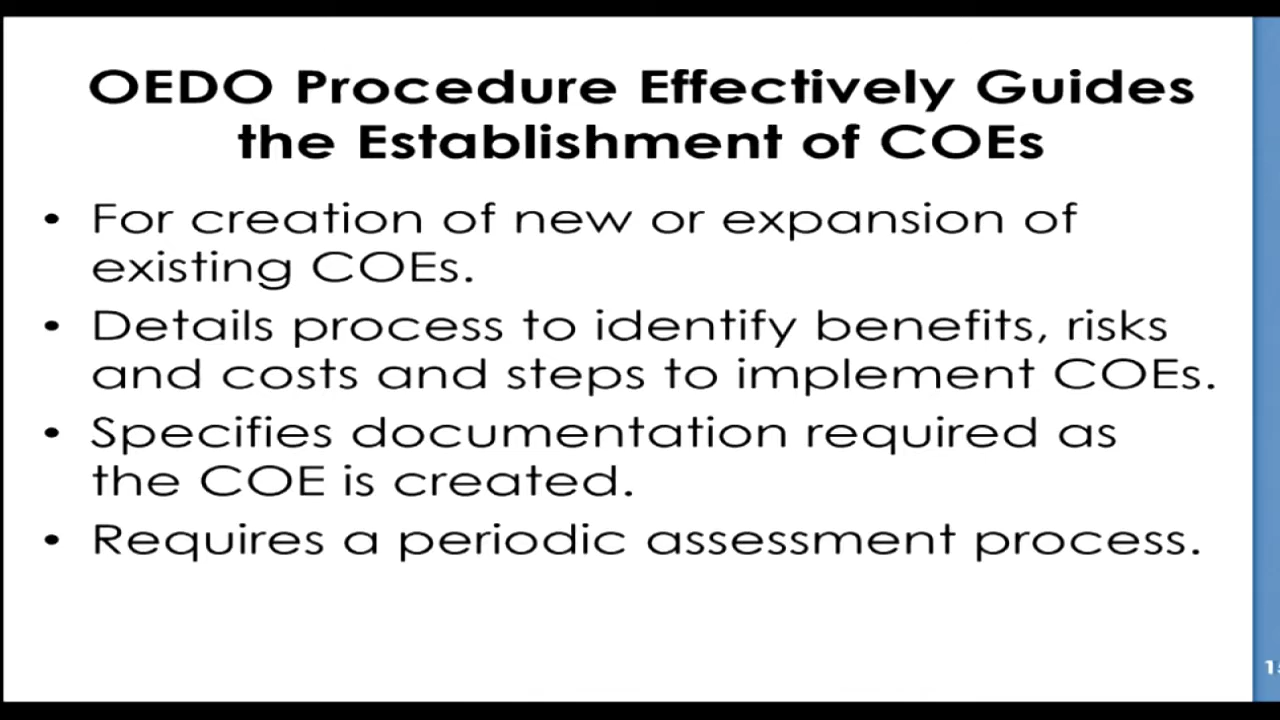 OEDO Procedure Effectively Guides
the Establishment of COEs
• For creation of new or expansion of
existing COEs.
• Details process to identify benefits, risks
and costs and steps to implement COEs.
• Specifies documentation required as
the COE is created.
• Requires a periodic assessment process.